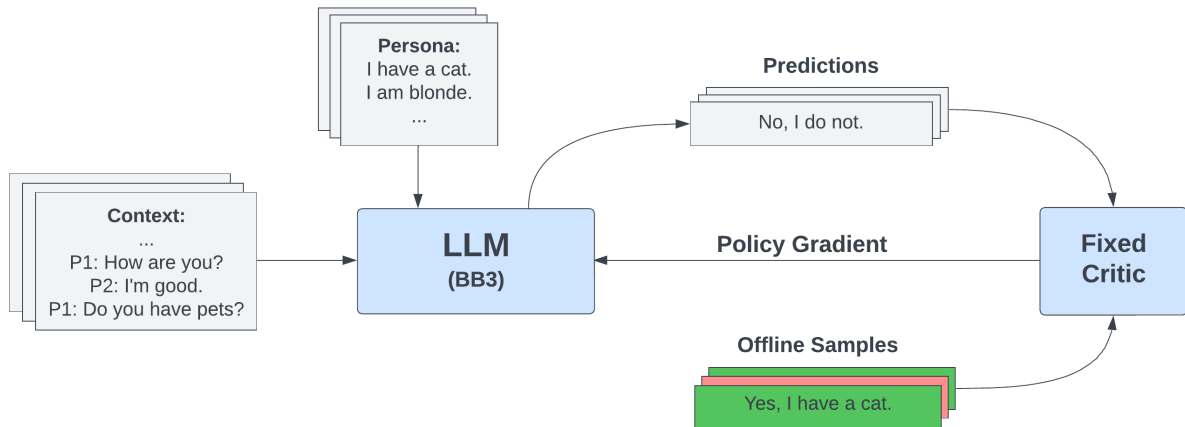 Persona:
I have a cat.
I am blonde.
...
Predictions
No, I do not.
Context:
...
P1: How are you?
P2: I'm good.
P1: Do you have pets?
LLM
(BB3)
Policy Gradient
Fixed
Critic
Offline Samples
Yes, I have a cat.